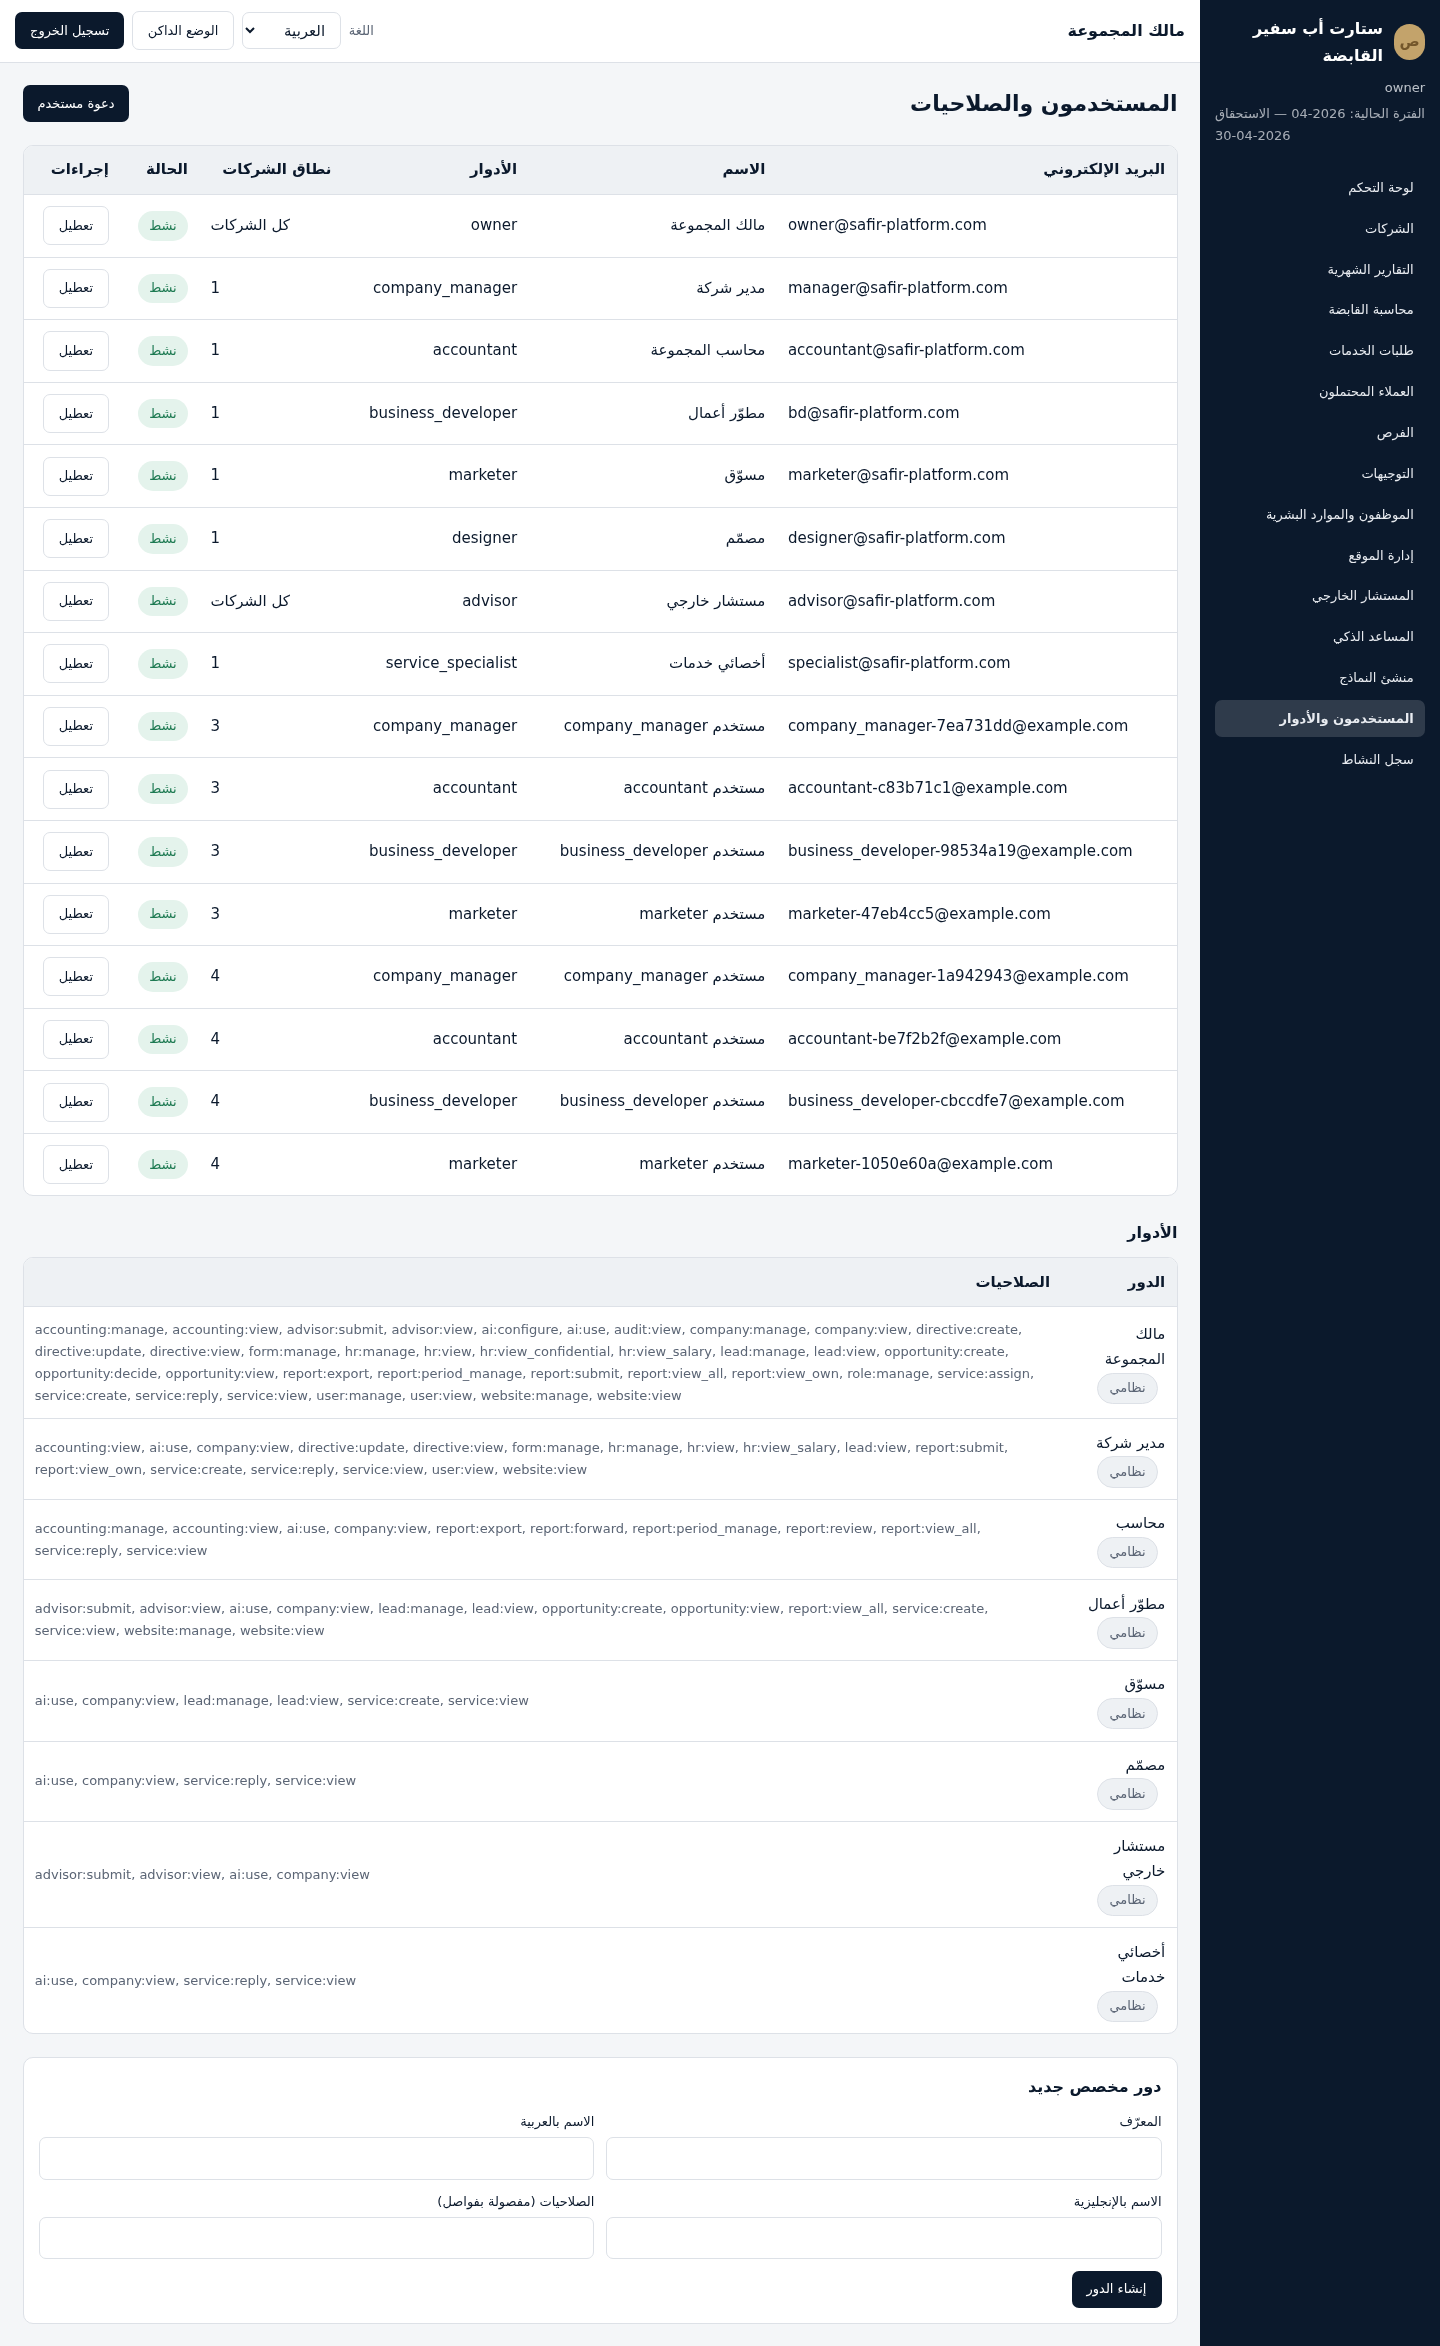 ص
ستارت أب سفير
القابضة
owner
الفترة الحالية: 2026-04 — الاستحقاق
2026-04-30
لوحة التحكم
الشركات
التقارير الشهرية
محاسبة القابضة
طلبات الخدمات
العملاء المحتملون
الفرص
التوجيهات
الموظفون والموارد البشرية
إدارة الموقع
المستشار الخارجي
المساعد الذكي
منشئ النماذج
المستخدمون والأدوار
سجل النشاط
مالك المجموعة
اللغة العربية الوضع الداكن تسجيل الخروج
المستخدمون والصلاحيات
دعوة مستخدم
البريد الإلكتروني الاسم الأدوار نطاق الشركات الحالة إجراءات
owner@safir-platform.com مالك المجموعة owner كل الشركات نشط تعطيل
manager@safir-platform.com مدير شركة company_manager 1 نشط تعطيل
accountant@safir-platform.com محاسب المجموعة accountant 1 نشط تعطيل
bd@safir-platform.com مطوّر أعمال business_developer 1 نشط تعطيل
marketer@safir-platform.com مسوّق marketer 1 نشط تعطيل
designer@safir-platform.com مصمّم designer 1 نشط تعطيل
advisor@safir-platform.com مستشار خارجي advisor كل الشركات نشط تعطيل
specialist@safir-platform.com أخصائي خدمات service_specialist 1 نشط تعطيل
company_manager-7ea731dd@example.com مستخدم company_manager company_manager 3 نشط تعطيل
accountant-c83b71c1@example.com مستخدم accountant accountant 3 نشط تعطيل
business_developer-98534a19@example.com مستخدم business_developer business_developer 3 نشط تعطيل
marketer-47eb4cc5@example.com مستخدم marketer marketer 3 نشط تعطيل
company_manager-1a942943@example.com مستخدم company_manager company_manager 4 نشط تعطيل
accountant-be7f2b2f@example.com مستخدم accountant accountant 4 نشط تعطيل
business_developer-cbccdfe7@example.com مستخدم business_developer business_developer 4 نشط تعطيل
marketer-1050e60a@example.com مستخدم marketer marketer 4 نشط تعطيل
الأدوار
الدور الصلاحيات
مالك
المجموعة
نظامي
accounting:manage, accounting:view, advisor:submit, advisor:view, ai:configure, ai:use, audit:view, company:manage, company:view, directive:create,
directive:update, directive:view, form:manage, hr:manage, hr:view, hr:view_confidential, hr:view_salary, lead:manage, lead:view, opportunity:create,
opportunity:decide, opportunity:view, report:export, report:period_manage, report:submit, report:view_all, report:view_own, role:manage, service:assign,
service:create, service:reply, service:view, user:manage, user:view, website:manage, website:view
مدير شركة
نظامي
accounting:view, ai:use, company:view, directive:update, directive:view, form:manage, hr:manage, hr:view, hr:view_salary, lead:view, report:submit,
report:view_own, service:create, service:reply, service:view, user:view, website:view
محاسب
نظامي
accounting:manage, accounting:view, ai:use, company:view, report:export, report:forward, report:period_manage, report:review, report:view_all,
service:reply, service:view
مطوّر أعمال
نظامي
advisor:submit, advisor:view, ai:use, company:view, lead:manage, lead:view, opportunity:create, opportunity:view, report:view_all, service:create,
service:view, website:manage, website:view
مسوّق
نظامي
ai:use, company:view, lead:manage, lead:view, service:create, service:view
مصمّم
نظامي
ai:use, company:view, service:reply, service:view
مستشار
خارجي
نظامي
advisor:submit, advisor:view, ai:use, company:view
أخصائي
خدمات
نظامي
ai:use, company:view, service:reply, service:view
دور مخصص جديد
المعرّف الاسم بالعربية
الاسم بالإنجليزية الصلاحيات (مفصولة بفواصل)
إنشاء الدور